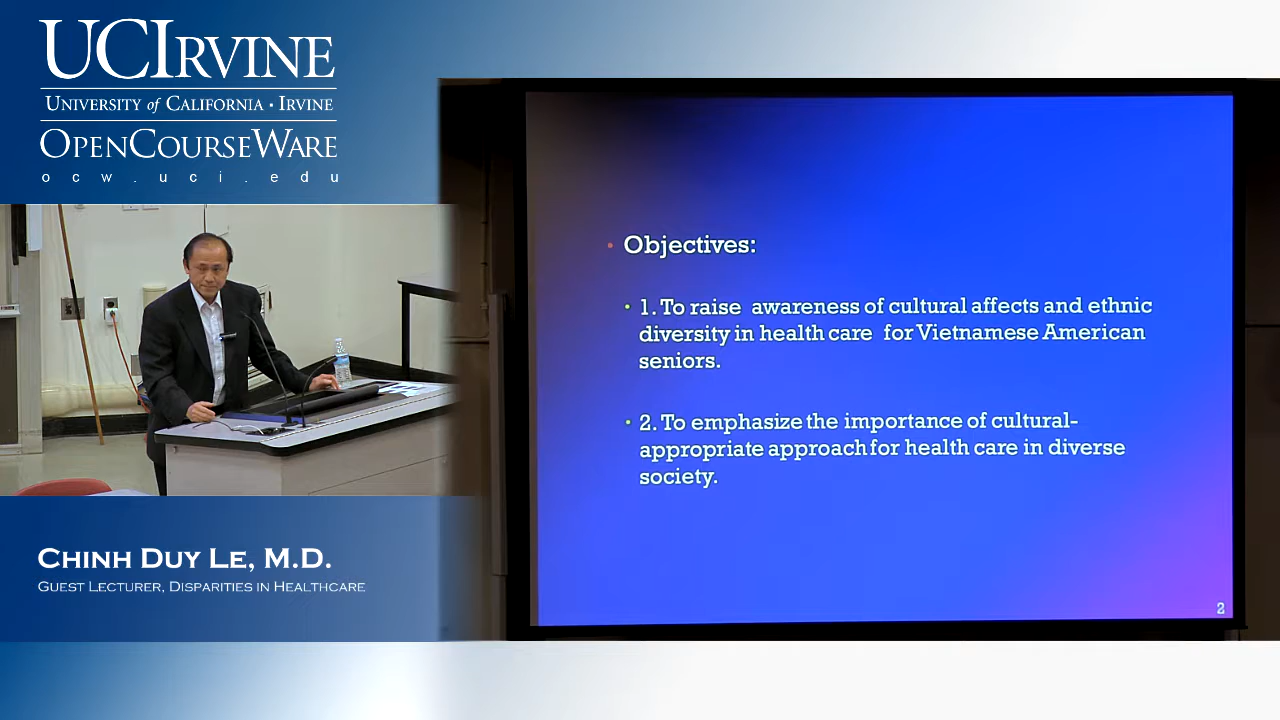 UCIRVINE
UNIVERSITY of CALIFORNIA · IRVINE
OPENCOURSEWARE
ocw.uci.edu
• Objectives:
• 1. To raise awareness of cultural affects and ethnic
diversity in health care for Vietnamese American
seniors.
• 2. To emphasize the importance of cultural-
appropriate approach for health care in diverse
society.
CHINH DUY LE, M.D.
GUEST LECTURER, DISPARITIES IN HEALTHCARE
2